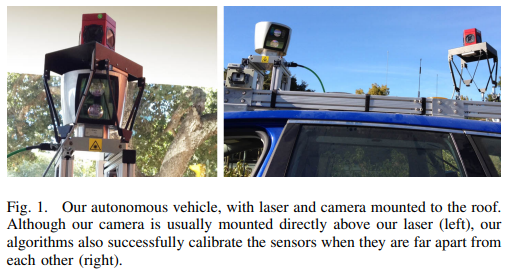 Fig. 1. Our autonomous vehicle, with laser and camera mounted to the roof.
Although our camera is usually mounted directly above our laser (left), our
algorithms also successfully calibrate the sensors when they are far apart from
each other (right).